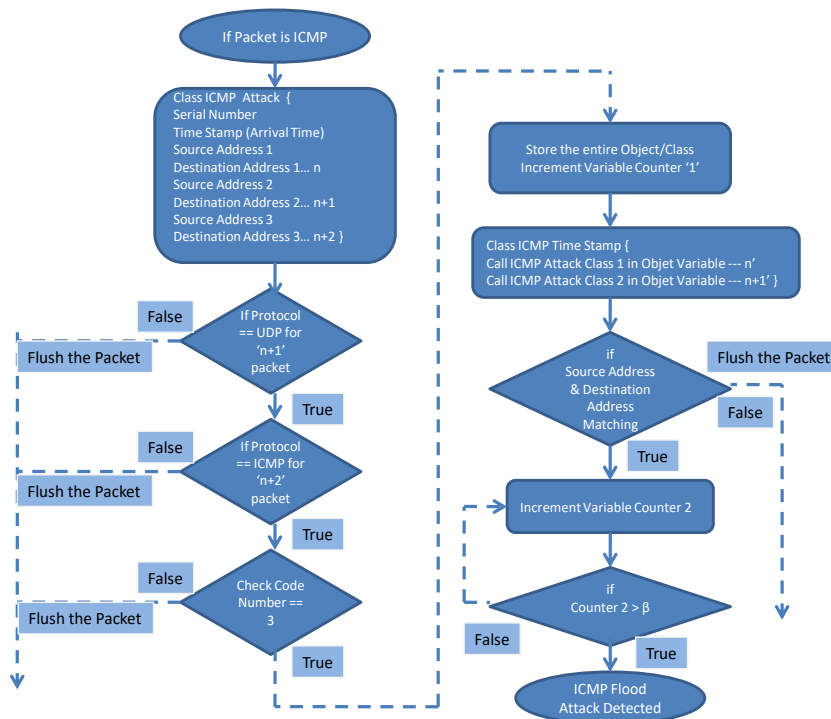 If Packet is ICMP
Class ICMP  Attack  {
Serial Number
Time Stamp (Arrival Time)
Source Address 1
Destination Address 1... n
Source Address 2
Destination Address 2... n+1
Source Address 3
Destination Address 3... n+2 }
False
If Protocol
== UDP for
‘n+1’
packet
Flush the Packet
True
False
If Protocol
== ICMP for
‘n+2’
packet
Flush the Packet
True
False
Check Code
Number ==
3
Flush the Packet
True
Store the entire Object/Class
Increment Variable Counter ‘1’
Class ICMP Time Stamp {
Call ICMP Attack Class 1 in Objet Variable --- n’
Call ICMP Attack Class 2 in Objet Variable --- n+1’ }
if
Source Address
& Destination
Address
Matching
Flush the Packet
False
True
Increment Variable Counter 2
if
Counter 2 > β
False
True
ICMP Flood
Attack Detected